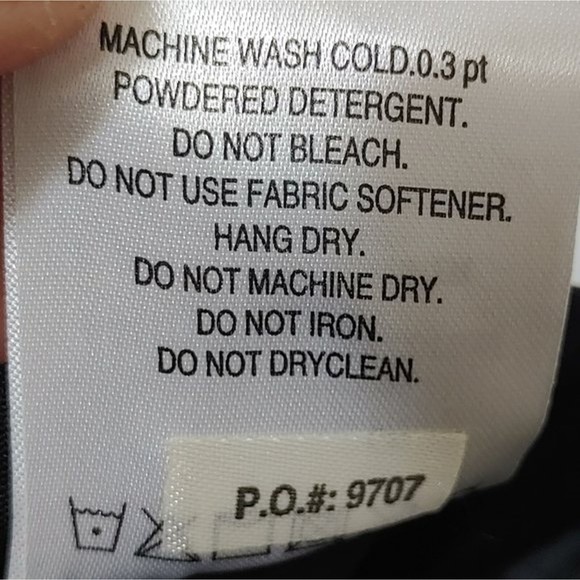 MACHINE WASH COLD.0.3 pt
POWDERED DETERGENT.
DO NOT BLEACH.
DO NOT USE FABRIC SOFTENER.
HANG DRY.
DO NOT MACHINE DRY.
DO NOT IRON.
DO NOT DRYCLEAN.
P.O.#: 9707